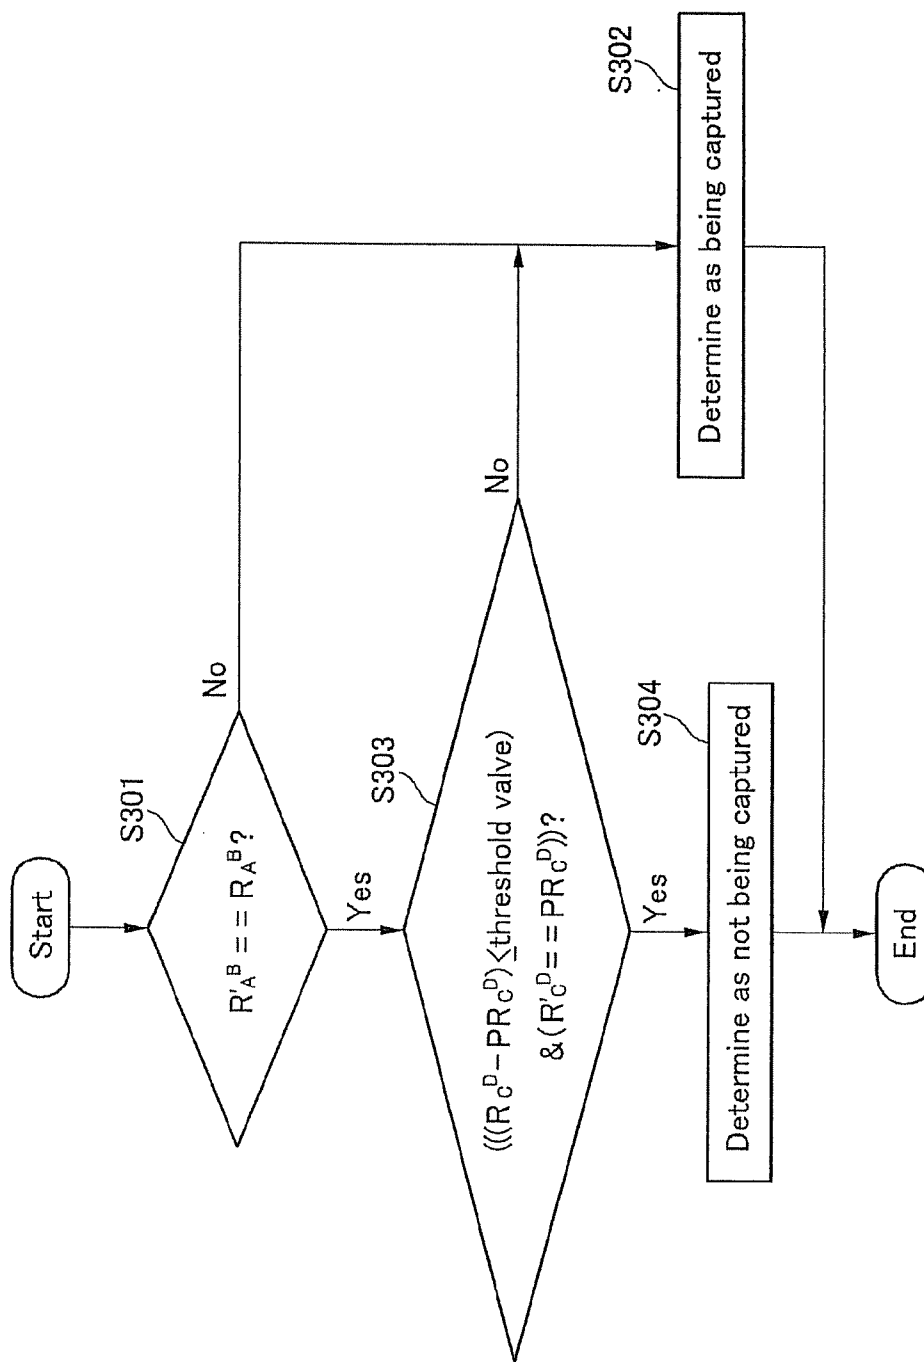 Start
S301
R'A^B == RA^B?
No
Yes
S303
(((RC^D-PRC^D)≤threshold valve)
&(R'C^D==PRC^D))?
No
Yes
S302
Determine as being captured
S304
Determine as not being captured
End